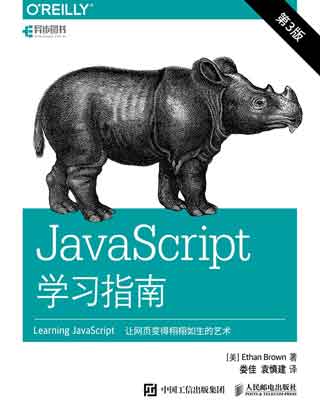 O'REILLY®
异步图书
第3版
JavaScript
学习指南
Learning JavaScript 让网页变得栩栩如生的艺术
[美] Ethan Brown 著
娄佳 袁慎建 译
中国工信出版集团
人民邮电出版社